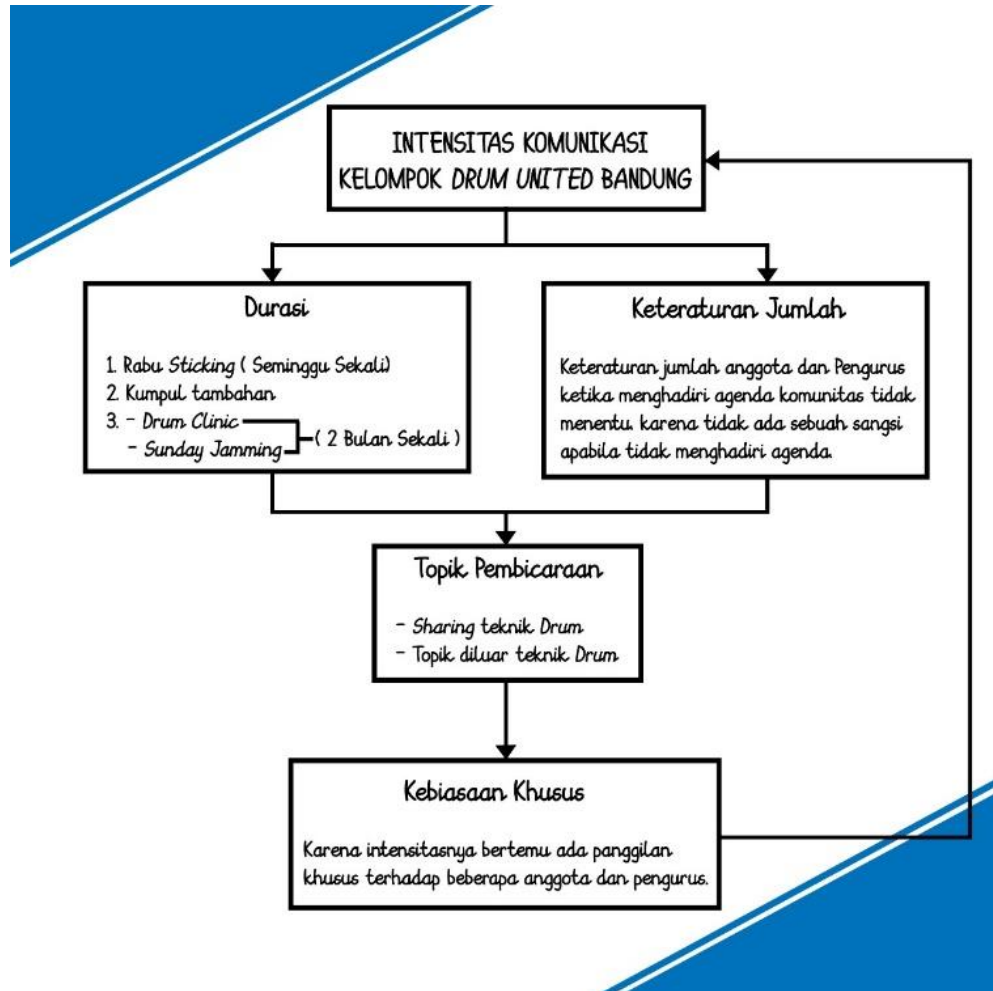 INTENSITAS KOMUNIKASI
KELOMPOK DRUM UNITED BANDUNG
Durasi
1. Rabu Sticking ( Seminggu Sekali)
2. Kumpul tambahan
3. - Drum Clinic
- Sunday Jamming
( 2 Bulan Sekali )
Keteraturan Jumlah
Keteraturan jumlah anggota dan Pengurus
ketika menghadiri agenda komunitas tidak
menentu. karena tidak ada sebuah sangsi
apabila tidak menghadiri agenda.
Topik Pembicaraan
- Sharing teknik Drum
- Topik diluar teknik Drum
Kebiasaan Khusus
Karena intensitasnya bertemu ada panggilan
khusus terhadap beberapa anggota dan pengurus.